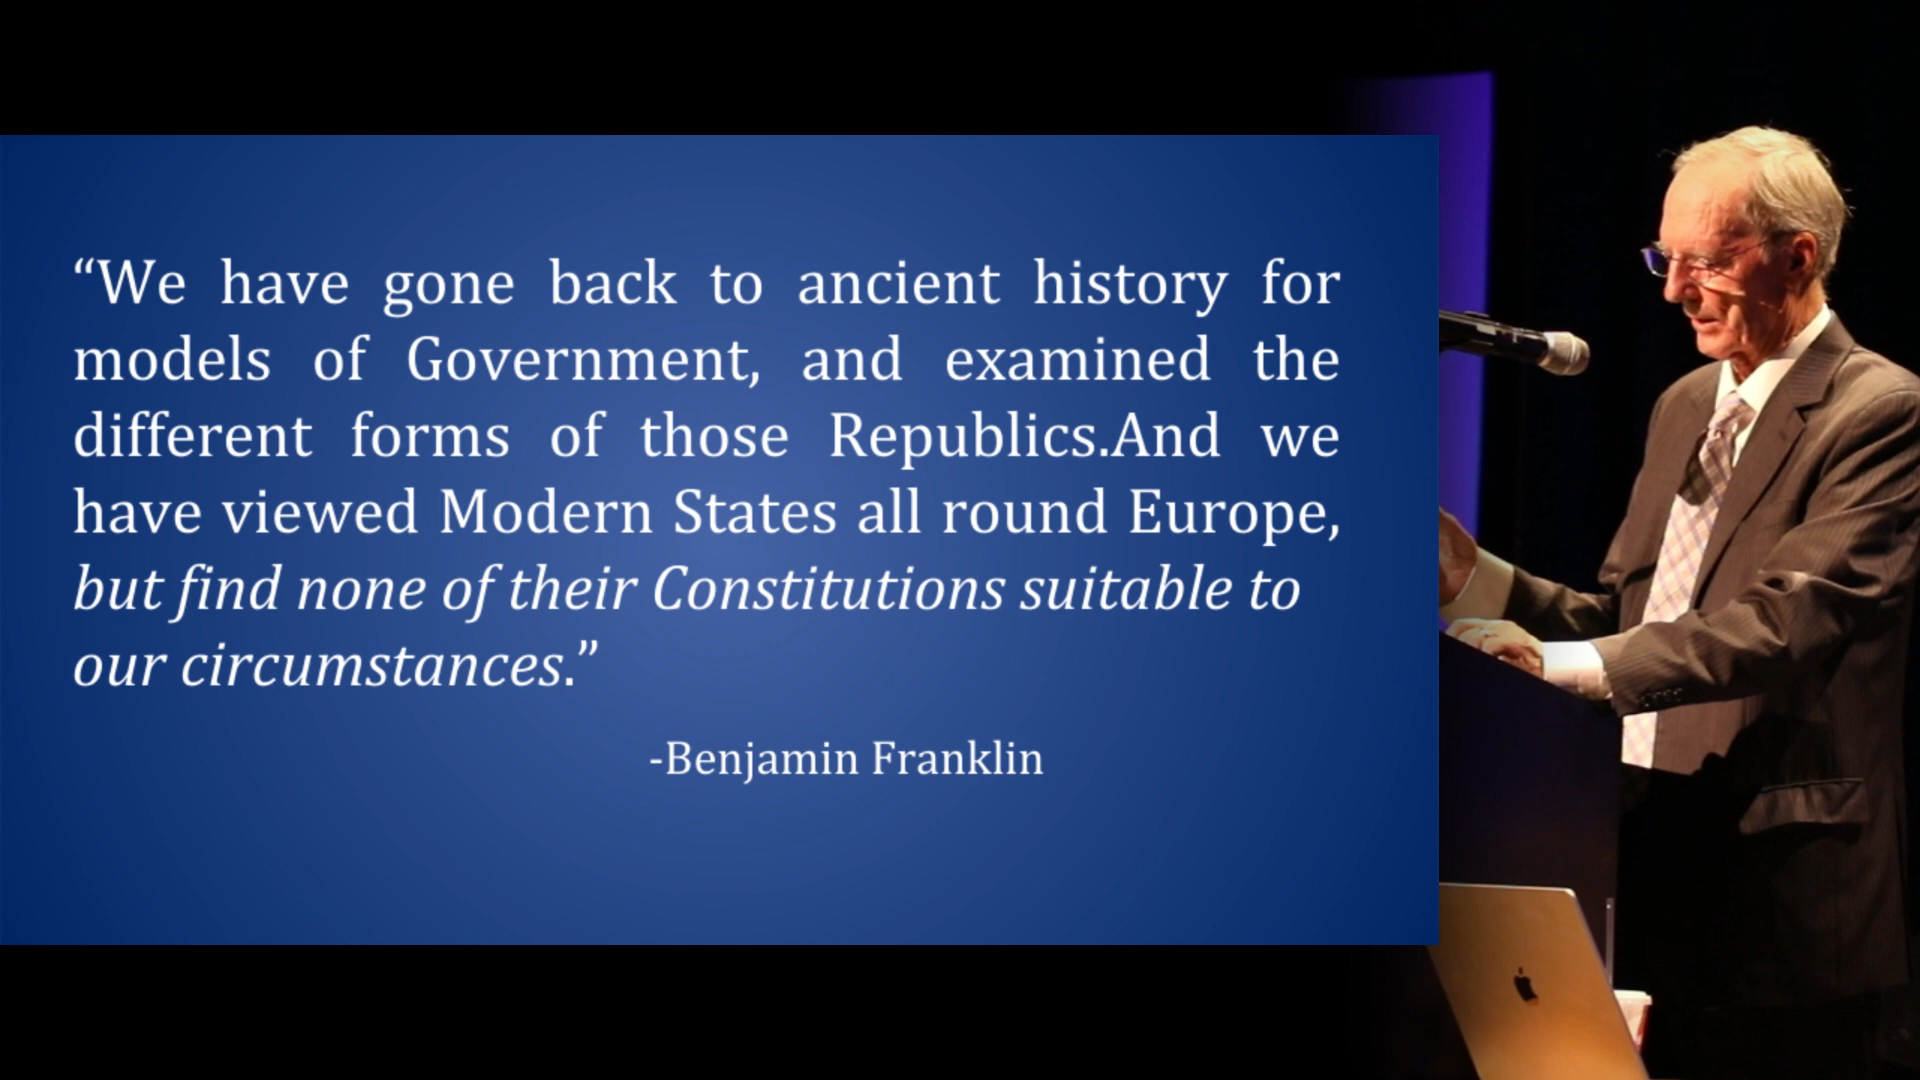 “We have gone back to ancient history for
models of Government, and examined the
different forms of those Republics.And we
have viewed Modern States all round Europe,
but find none of their Constitutions suitable to
our circumstances.”
-Benjamin Franklin